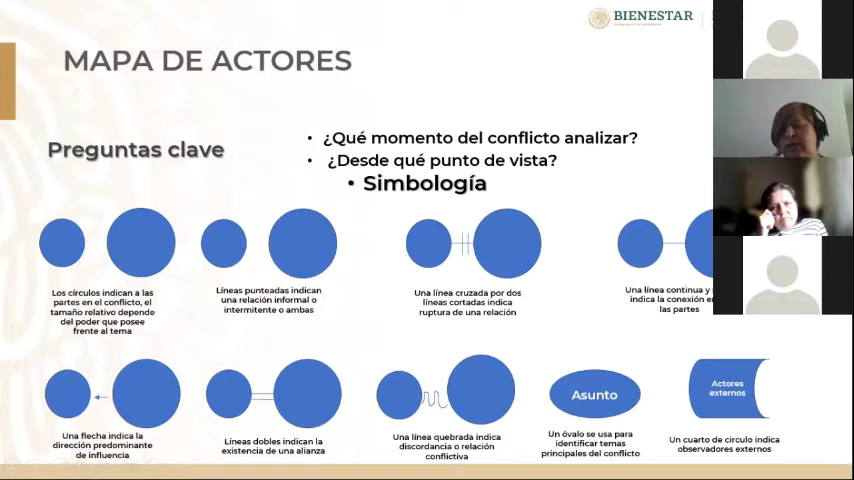 BIENESTAR
MAPA DE ACTORES
Preguntas clave
• ¿Qué momento del conflicto analizar?
• ¿Desde qué punto de vista?
• Simbología
Los círculos indican a las
partes en el conflicto, el
tamaño relativo depende
del poder que posee
frente al tema
Líneas punteadas indican
una relación informal o
intermitente o ambas
Una línea cruzada por dos
líneas cortadas indica
ruptura de una relación
Una línea continua y
indica la conexión
las partes
Una flecha indica la
dirección predominante
de influencia
Líneas dobles indican la
existencia de una alianza
Una línea quebrada indica
discordancia o relación
conflictiva
Asunto
Un óvalo se usa para
identificar temas
principales del conflicto
Actores
externos
Un cuarto de circulo indica
observadores externos